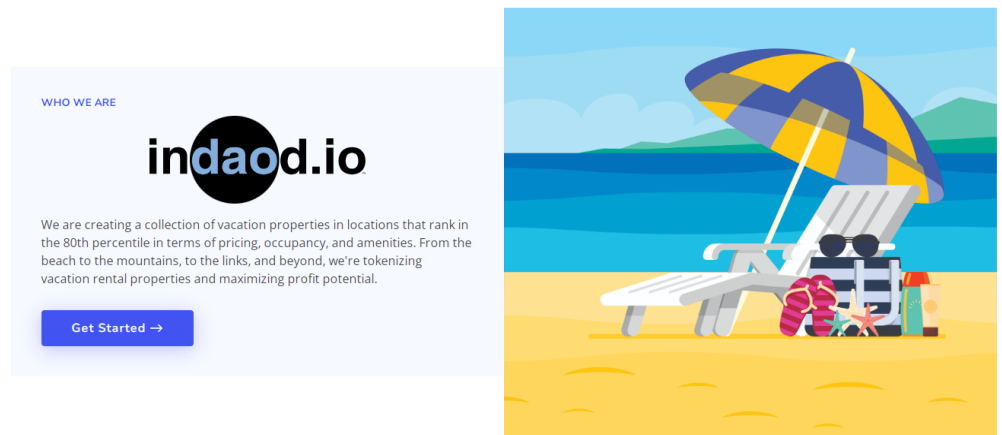 WHO WE ARE
indaod.io
We are creating a collection of vacation properties in locations that rank in
the 80th percentile in terms of pricing, occupancy, and amenities. From the
beach to the mountains, to the links, and beyond, we're tokenizing
vacation rental properties and maximizing profit potential.
Get Started →